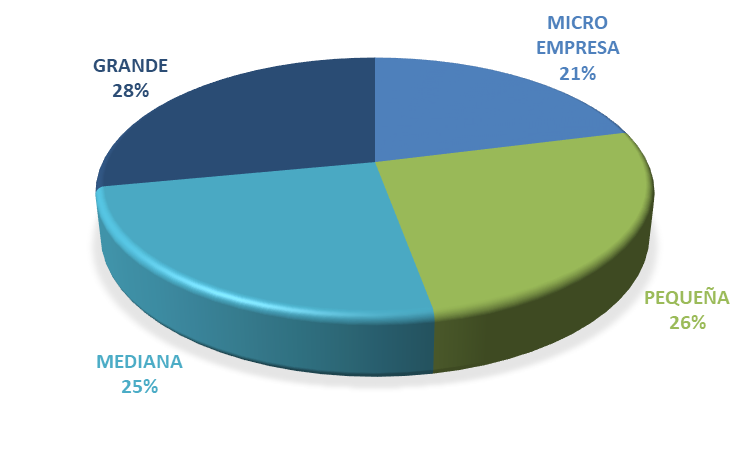 MICRO
EMPRESA
21%
GRANDE
28%
PEQUEÑA
26%
MEDIANA
25%